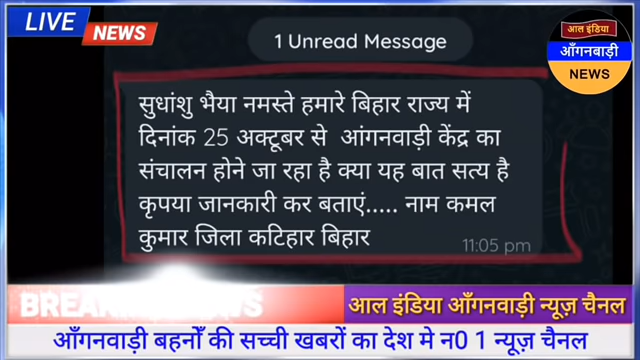 LIVE
NEWS
1 Unread Message
आल इंडिया
आँगनबाड़ी
NEWS
सुधांशु भैया नमस्ते हमारे बिहार राज्य में
दिनांक 25 अक्टूबर से आंगनवाड़ी केंद्र का
संचालन होने जा रहा है क्या यह बात सत्य है
कृपया जानकारी कर बताएं..... नाम कमल
कुमार जिला कटिहार बिहार
11:05 pm
आल इंडिया आँगनवाड़ी न्यूज़ चैनल
आँगनवाड़ी बहनोँ की सच्ची खबरों का देश मे न0 1 न्यूज़ चैनल